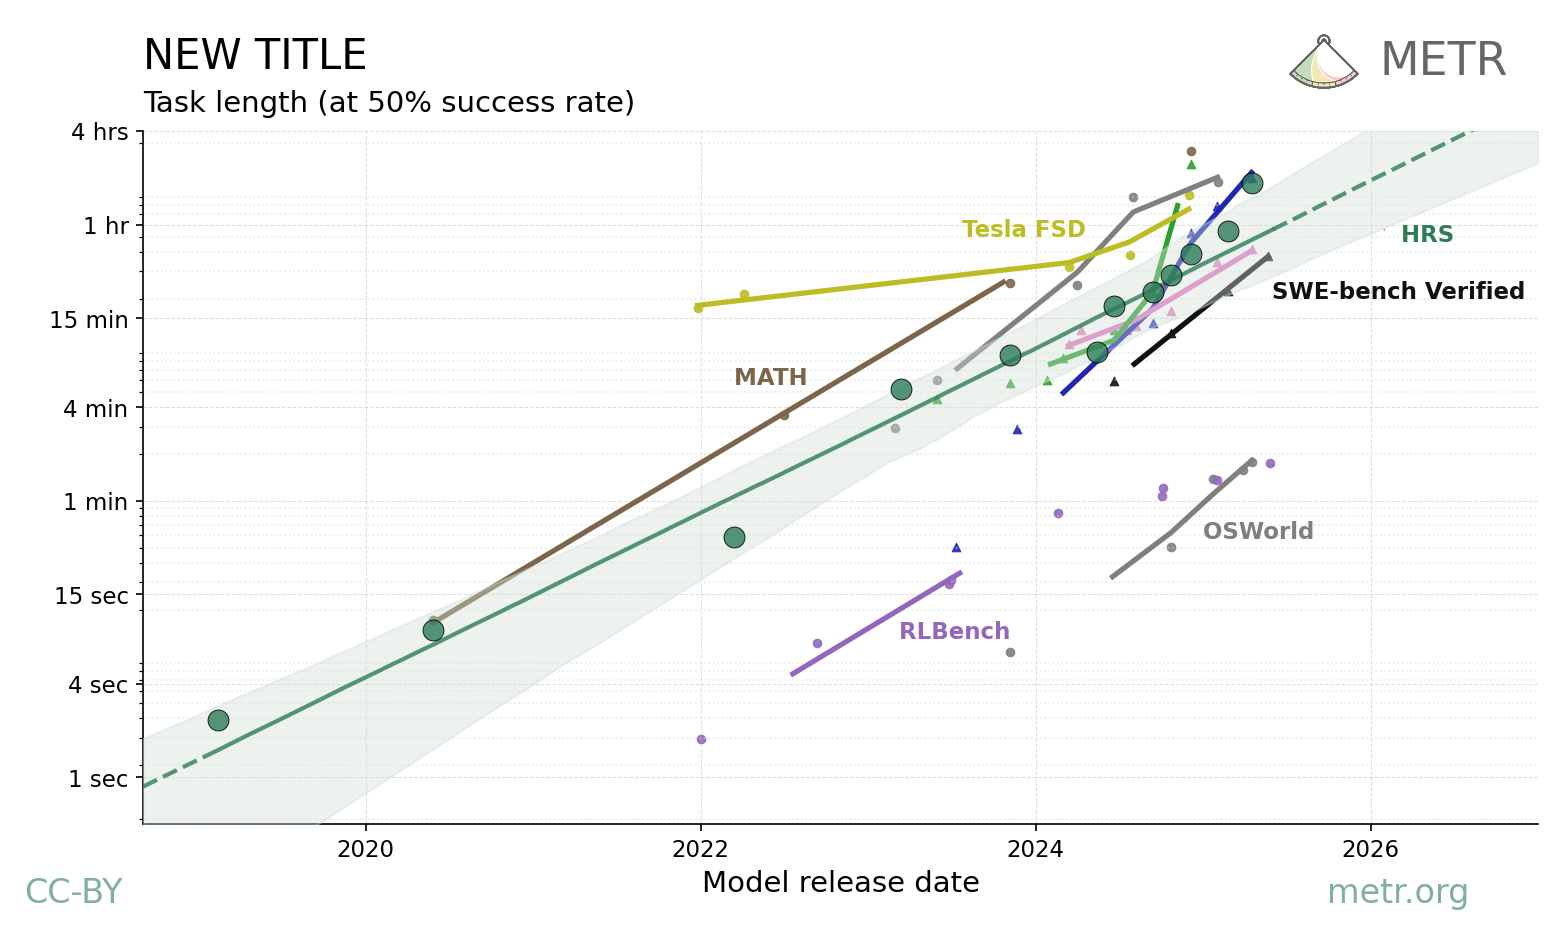 NEW TITLE
METR
Task length (at 50% success rate)
4 hrs
1 hr
15 min
4 min
1 min
15 sec
4 sec
1 sec
Tesla FSD
HRS
SWE-bench Verified
MATH
OSWorld
RLBench
2020
2022
2024
2026
Model release date
CC-BY
metr.org